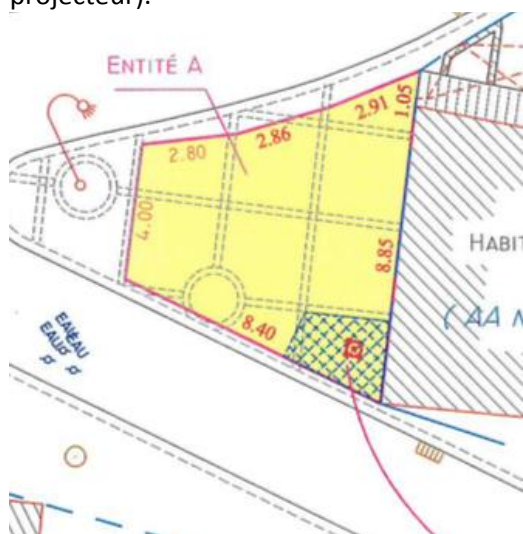 projecteur).
ENTITÉ A
2.80
2.86
2.91
1.05
4.00
8.85
8.40
HABIT
(AA
EAU